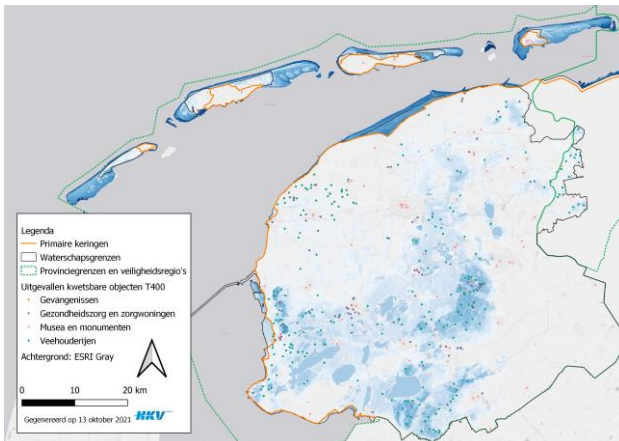 Legenda
Primaire keringen
Waterschapsgrenzen
Provinciegrenzen en veiligheidsregio's
Uitgevallen kwetsbare objecten T400
Gevangenissen
Gezondheidszorg en zorgwoningen
Musea en monumenten
Veehouderijen
Achtergrond: ESRI Gray
0 10 20 km
Gegenereerd op 13 oktober 2021 HKV